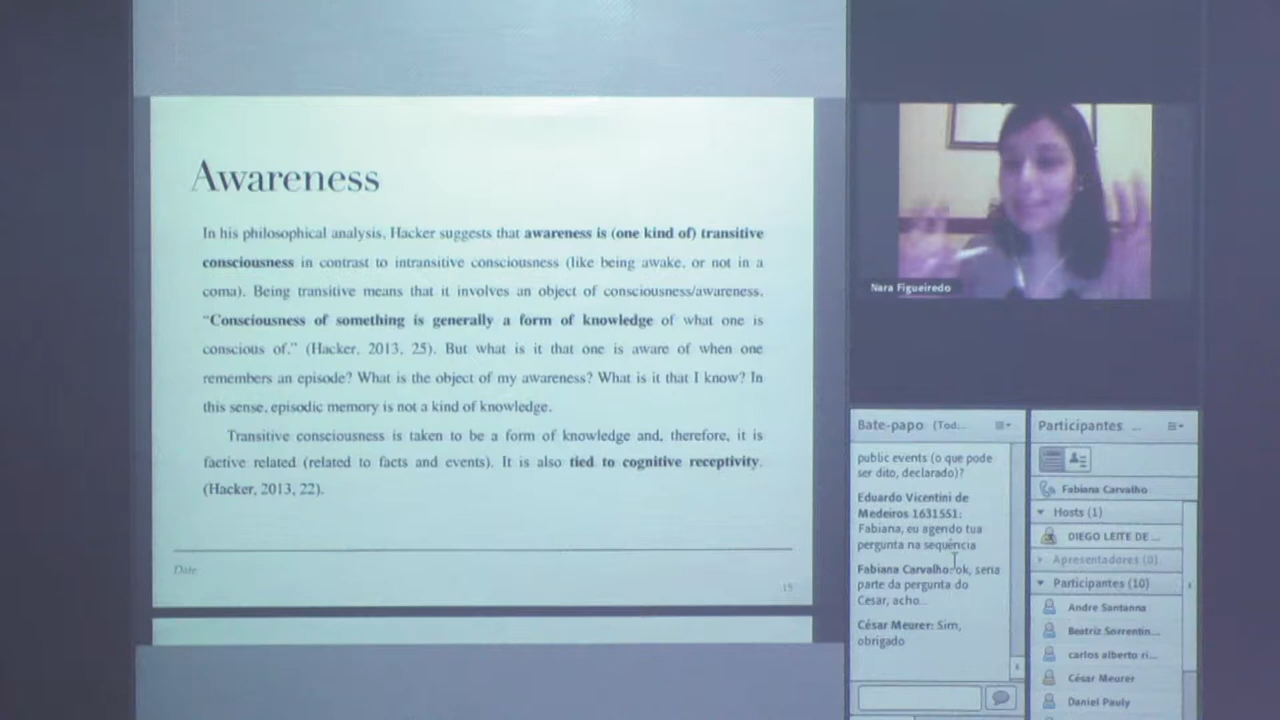 Awareness
In his philosophical analysis, Hacker suggests that awareness is (one kind of) transitive
consciousness in contrast to intransitive consciousness (like being awake, or not in a
coma). Being transitive means that it involves an object of consciousness/awareness.
"Consciousness of something is generally a form of knowledge of what one is
conscious of." (Hacker, 2013, 25). But what is it that one is aware of when one
remembers an episode? What is the object of my awareness? What is it that I know? In
this sense, episodic memory is not a kind of knowledge.
Transitive consciousness is taken to be a form of knowledge and, therefore, it is
factive related (related to facts and events). It is also tied to cognitive receptivity.
(Hacker, 2013, 22).
Date
15
Nara Figueiredo
Bate-papo (Tod...
public events (o que pode
ser dito, declarado)?
Eduardo Vicentini de
Medeiros 1631551:
Fabiana, eu agendo tua
pergunta na sequência
Fabiana Carvalho: ok, seria
parte da pergunta do
Cesar, acho...
César Meurer: Sim,
obrigado
Participantes ...
Fabiana Carvalho
Hosts (1)
DIEGO LEITE DE ...
Apresentadores (0)
Participantes (10)
Andre Santanna
Beatriz Sorrentin...
carlos alberto ri...
César Meurer
Daniel Pauly